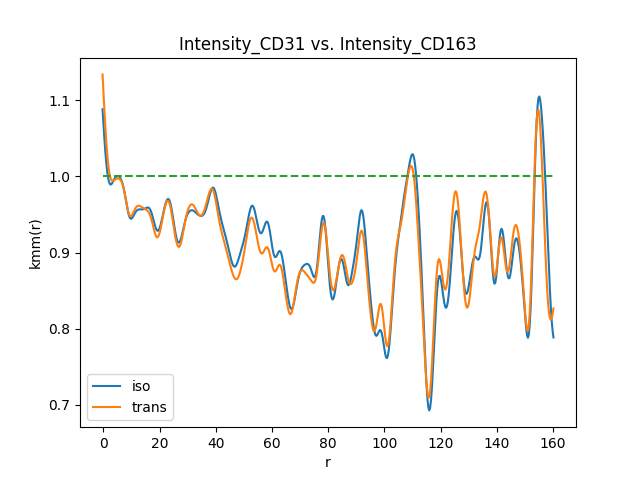 Intensity_CD31 vs. Intensity_CD163
kmm(r)
1.1
1.0
0.9
0.8
0.7
iso
trans
0 20 40 60 80 100 120 140 160
r